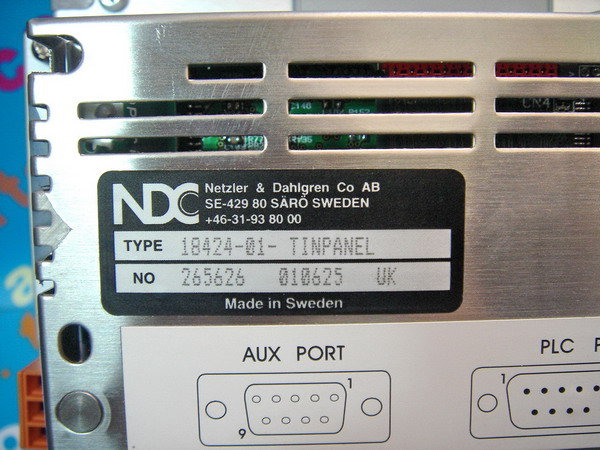 CN4
NDC
Netzler & Dahlgren Co AB
SE-429 80 SÄRÖ SWEDEN
+46-31-93 80 00
TYPE 18424-01- TINPANEL
NO 265626 010625 UK
Made in Sweden
AUX PORT
PLC P
1
1
9